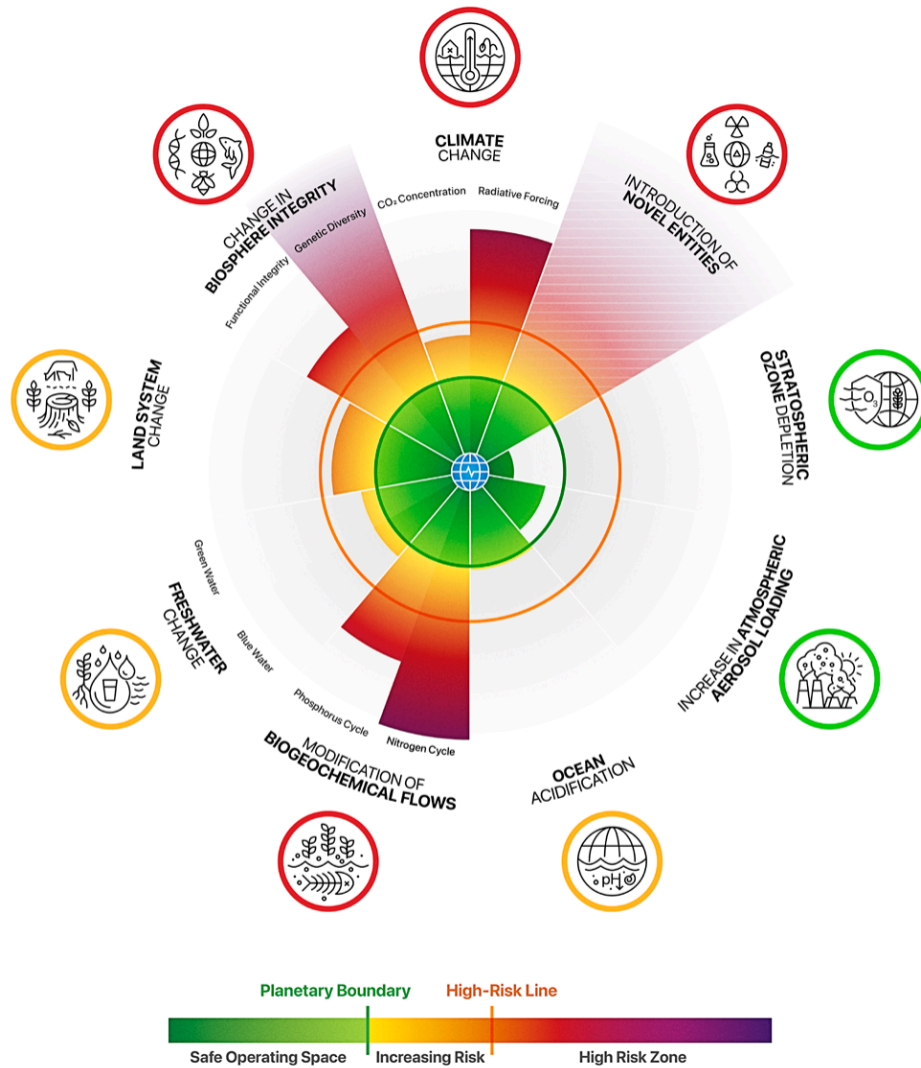 CLIMATE
CHANGE
CO₂ Concentration
Radiative Forcing
INTRODUCTION OF
NOVEL ENTITIES
STRATOSPHERIC
OZONE DEPLETION
O₃
INCREASE IN ATMOSPHERIC
AEROSOL LOADING
OCEAN
ACIDIFICATION
pH
Nitrogen Cycle
Phosphorus Cycle
MODIFICATION OF
BIOGEOCHEMICAL FLOWS
Blue Water
Green Water
FRESHWATER
CHANGE
LAND SYSTEM
CHANGE
CHANGE IN
BIOSPHERE INTEGRITY
Functional Integrity
Genetic Diversity
Planetary Boundary
High-Risk Line
Safe Operating Space
Increasing Risk
High Risk Zone